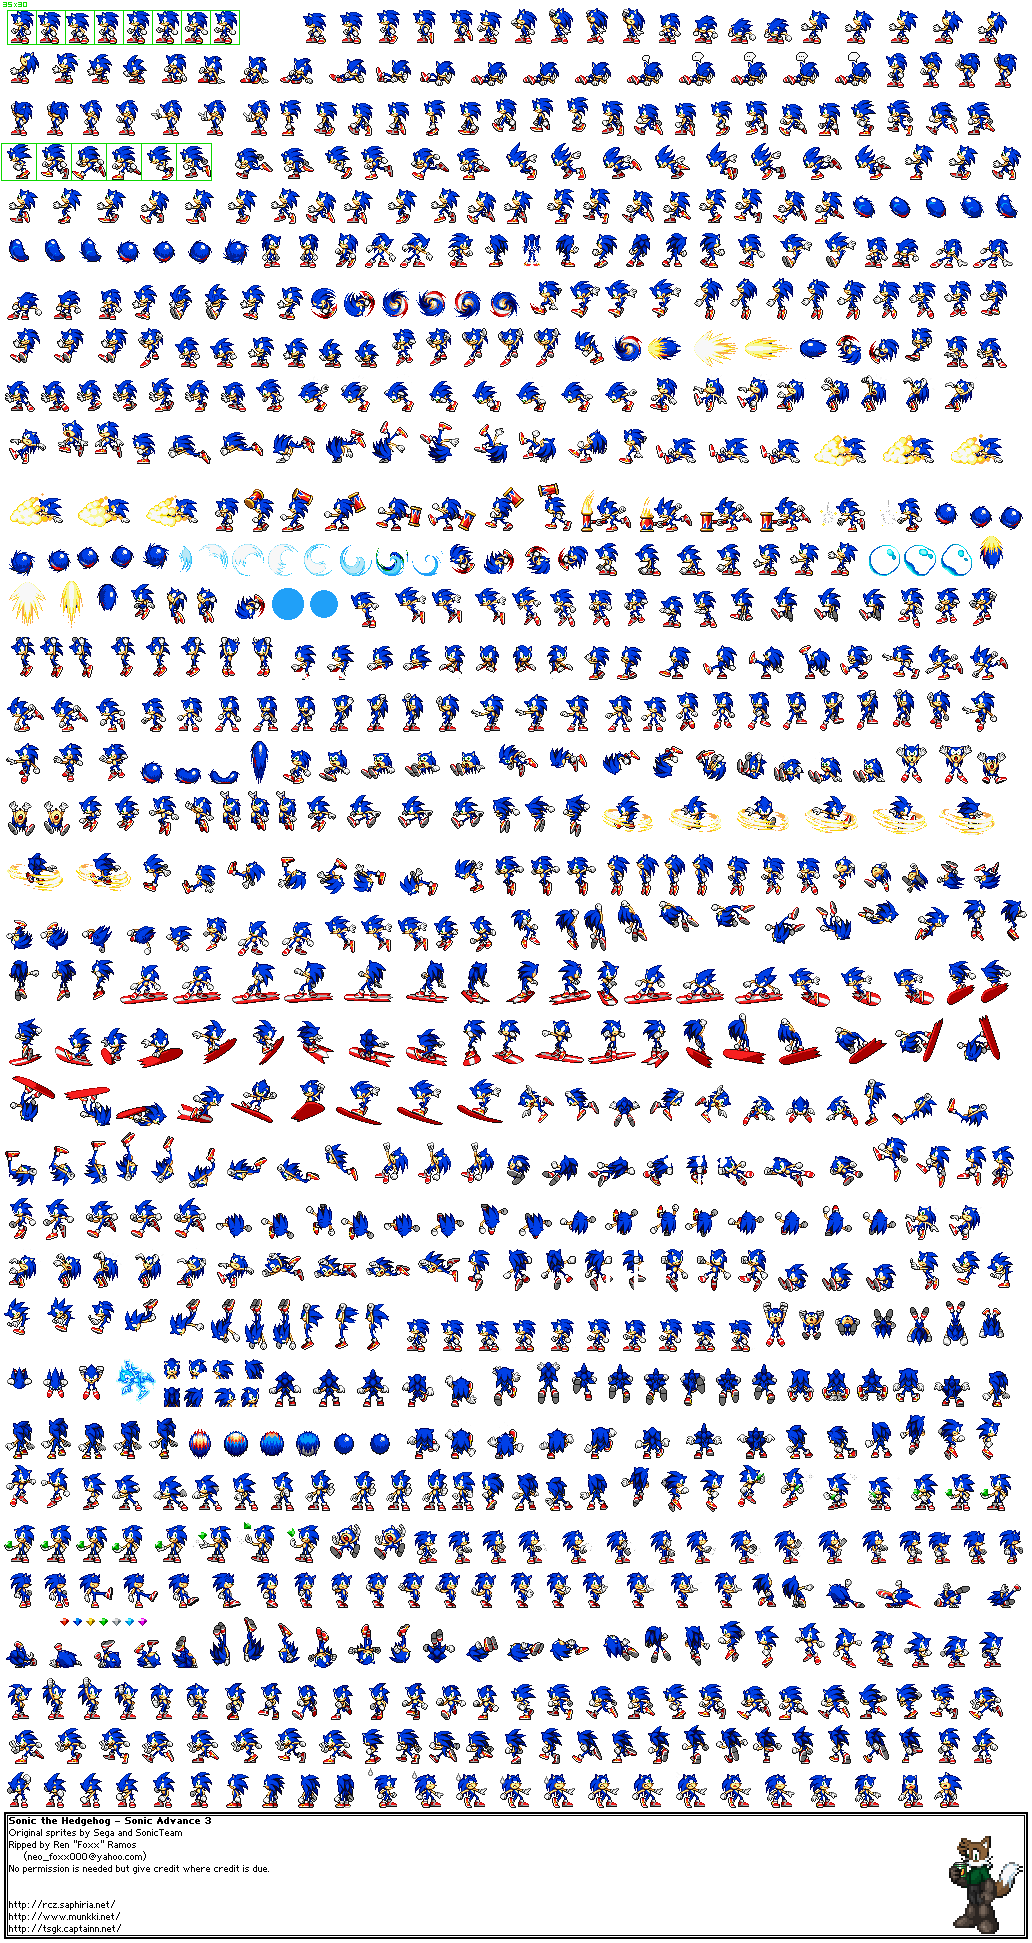 35x30
Sonic the Hedgehog - Sonic Advance 3
Original sprites by Sega and SonicTeam
Ripped by Ren "Foxx" Ramos
(neo_foxx000@yahoo.com)
No permission is needed but give credit where credit is due.
http://rcz.saphiria.net/
http://www.munkki.net/
http://tsgk.captainn.net/